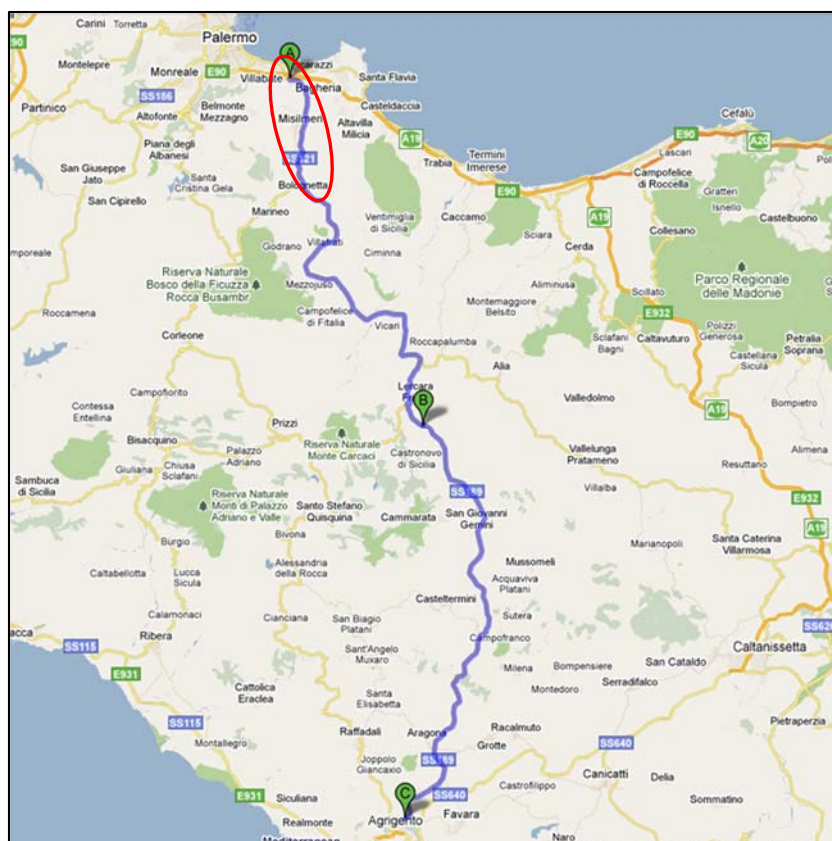 Carini
Torretta
Palermo
A
E90
Montelepre
Monreale
E90
Villabate
Bagheria
Santa Flavia
SS186
Partinico
Altofonte
Belmonte
Mezzagno
Misilmeri
Casteldaccia
Altavilla
Milicia
A19
Cefalù
E90
A20
Lascari
Piana degli
Albanesi
San Giuseppe
Jato
Santa
Cristina Gela
Bolognetta
Trabia
Termini
Imerese
E90
Campofelice
di Roccella
Gratteri
Isnello
San Cipirello
Marineo
Ventimiglia
di Sicilia
Caccamo
A19
Collesano
Castelbuono
Godrano
Villafrati
Ciminna
Sciara
Cerda
Riserva Naturale
Bosco della Ficuzza
Rocca Busambr
Mezzojuso
Aliminusa
Scillato
Parco Regionale
delle Madonie
Roccamena
Campofelice
di Fitalia
Vicari
Montemaggiore
Belsito
E932
Corleone
Roccapalumba
Sclafani
Bagni
Caltavuturo
Polizzi
Generosa
Petralia
Soprana
Alia
Castellana
Sicula
Campofiorito
Lercara
B
Valledolmo
A19
Bompietro
Contessa
Entellina
Prizzi
Bisacquino
Palazzo
Adriano
Riserva Naturale
Monte Carcaci
Castronovo
di Sicilia
Vallelunga
Pratameno
Alimena
Resuttano
Giuliana
Chiusa
Sclafani
Sambuca
di Sicilia
SS189
Villalba
E932
Riserva Naturale
Monti di Palazzo
Adriano e Valle
Santo Stefano
Quisquina
Cammarata
San Giovanni
Gemini
A19
Bivona
Marianopoli
Santa Caterina
Villarmosa
Burgio
Mussomeli
Caltabellotta
Lucca
Sicula
Alessandria
della Rocca
Acquaviva
Platani
Casteltermini
Calamonaci
Cianciana
San Biagio
Platani
Sutera
Ribera
Campofranco
SS115
Sant'Angelo
Muxaro
Caltanissetta
E931
Milena
Bompensiere
San Cataldo
Cattolica
Eraclea
Santa
Elisabetta
Montedoro
Serradifalco
SS115
Raffadali
Aragona
Racalmuto
Pietraperzia
Montallegro
Grotte
SS640
Joppolo
Giancaxio
SS189
Canicattì
Delia
E931
Siculiana
C
SS640
Castrofilippo
Sommatino
Realmonte
Agrigento
Favara
Naro